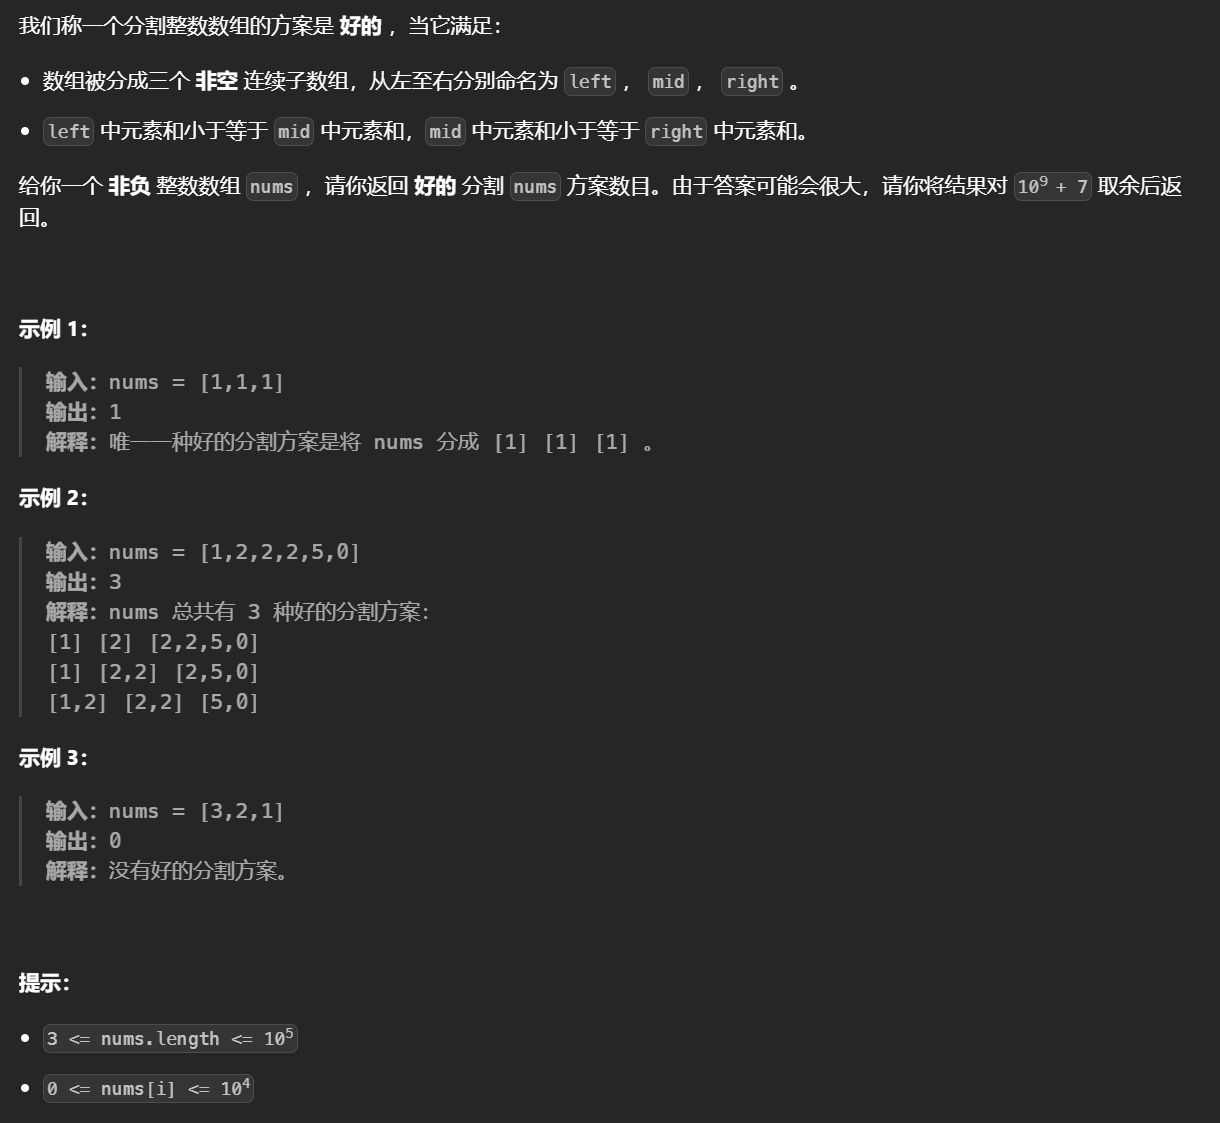 我们称一个分割整数数组的方案是 好的 ，当它满足：
数组被分成三个 非空 连续子数组，从左至右分别命名为 left ， mid ， right 。
left 中元素和小于等于 mid 中元素和，mid 中元素和小于等于 right 中元素和。
给你一个 非负 整数数组 nums ，请你返回 好的 分割 nums 方案数目。由于答案可能会很大，请你将结果对 10⁹ + 7 取余后返
回。
示例 1：
输入：nums = [1,1,1]
输出：1
解释：唯一一种好的分割方案是将 nums 分成 [1] [1] [1] 。
示例 2：
输入：nums = [1,2,2,2,5,0]
输出：3
解释：nums 总共有 3 种好的分割方案：
[1] [2] [2,2,5,0]
[1] [2,2] [2,5,0]
[1,2] [2,2] [5,0]
示例 3：
输入：nums = [3,2,1]
输出：0
解释：没有好的分割方案。
提示：
3 <= nums.length <= 10⁵
0 <= nums[i] <= 10⁴